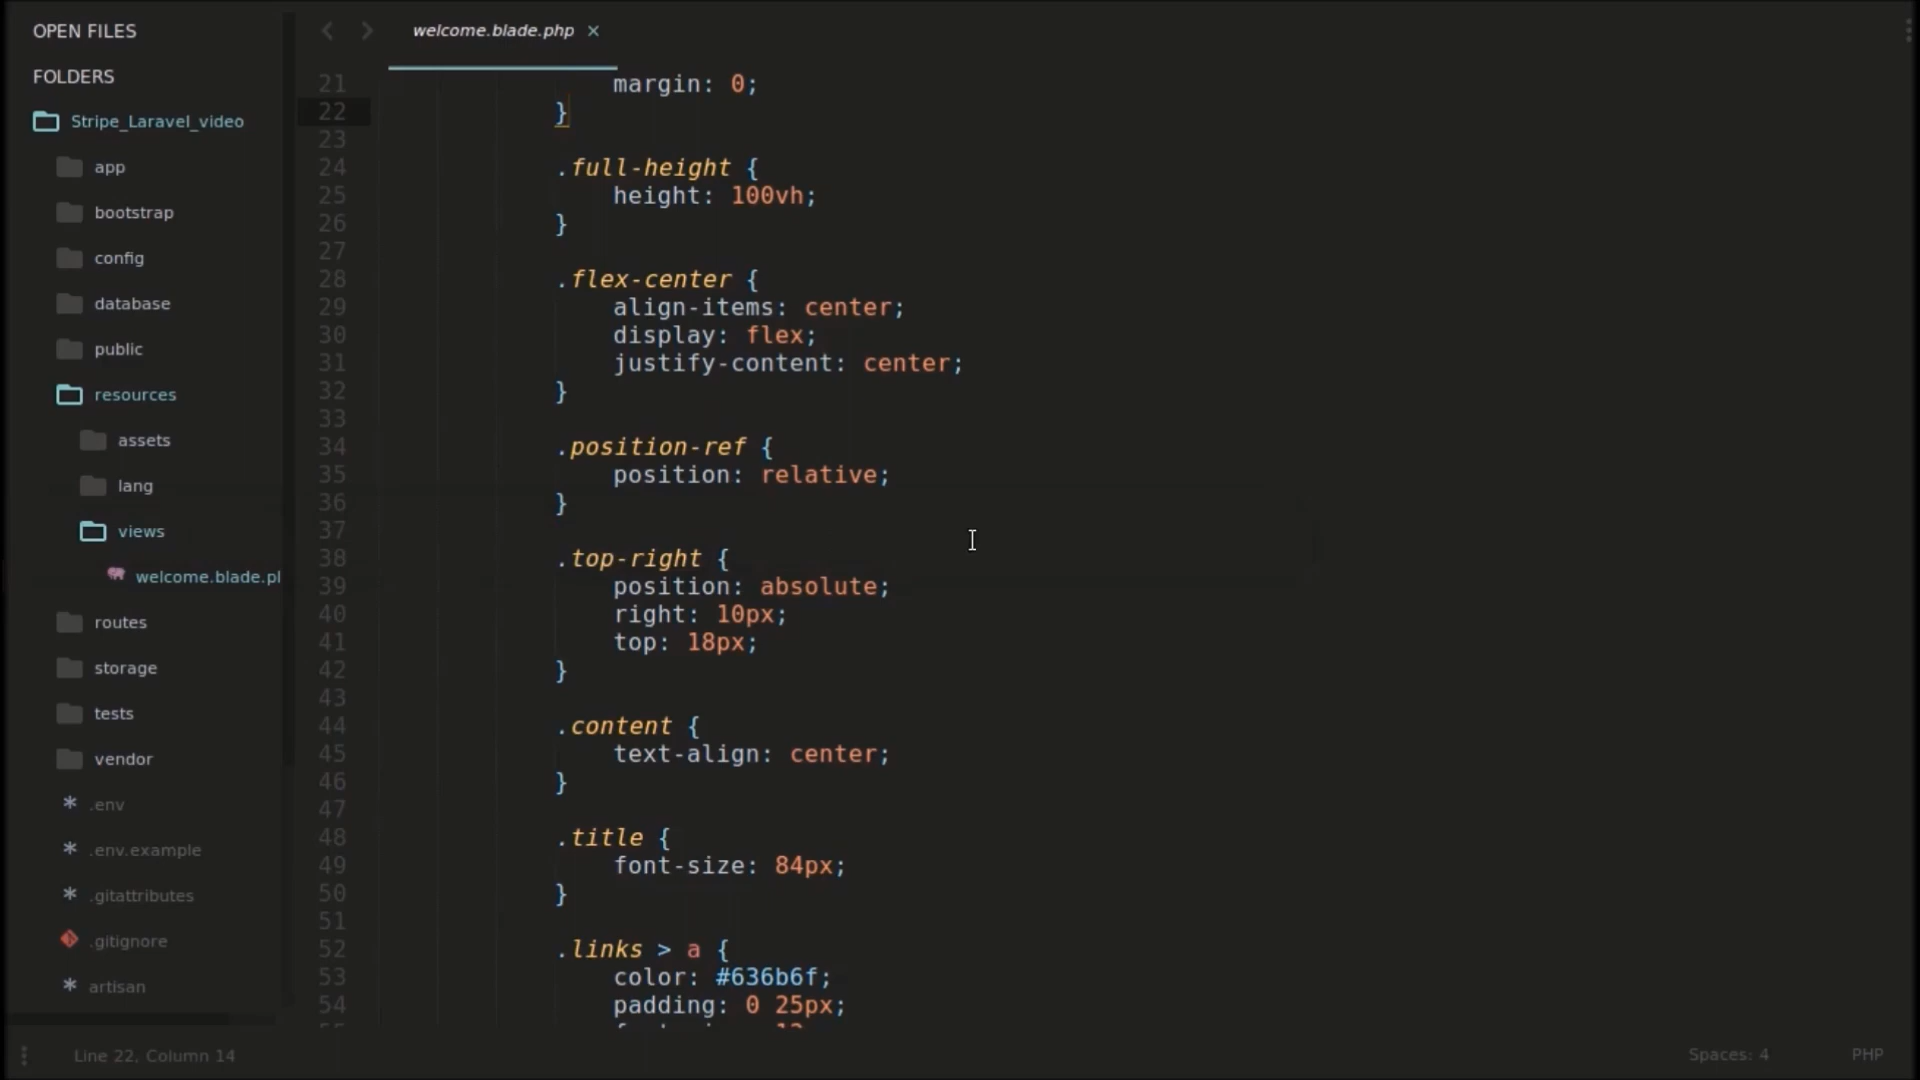 OPEN FILES
FOLDERS
Stripe_Laravel_video
app
bootstrap
config
database
public
resources
assets
lang
views
welcome.blade.pl
routes
storage
tests
vendor
.env
.env.example
.gitattributes
.gitignore
artisan
welcome.blade.php ×
21 margin: 0;
22 }
23
24 .full-height {
25 height: 100vh;
26 }
27
28 .flex-center {
29 align-items: center;
30 display: flex;
31 justify-content: center;
32 }
33
34 .position-ref {
35 position: relative;
36 }
37
38 .top-right {
39 position: absolute;
40 right: 10px;
41 top: 18px;
42 }
43
44 .content {
45 text-align: center;
46 }
47
48 .title {
49 font-size: 84px;
50 }
51
52 .links > a {
53 color: #636b6f;
54 padding: 0 25px;
Line 22, Column 14
Spaces: 4
PHP